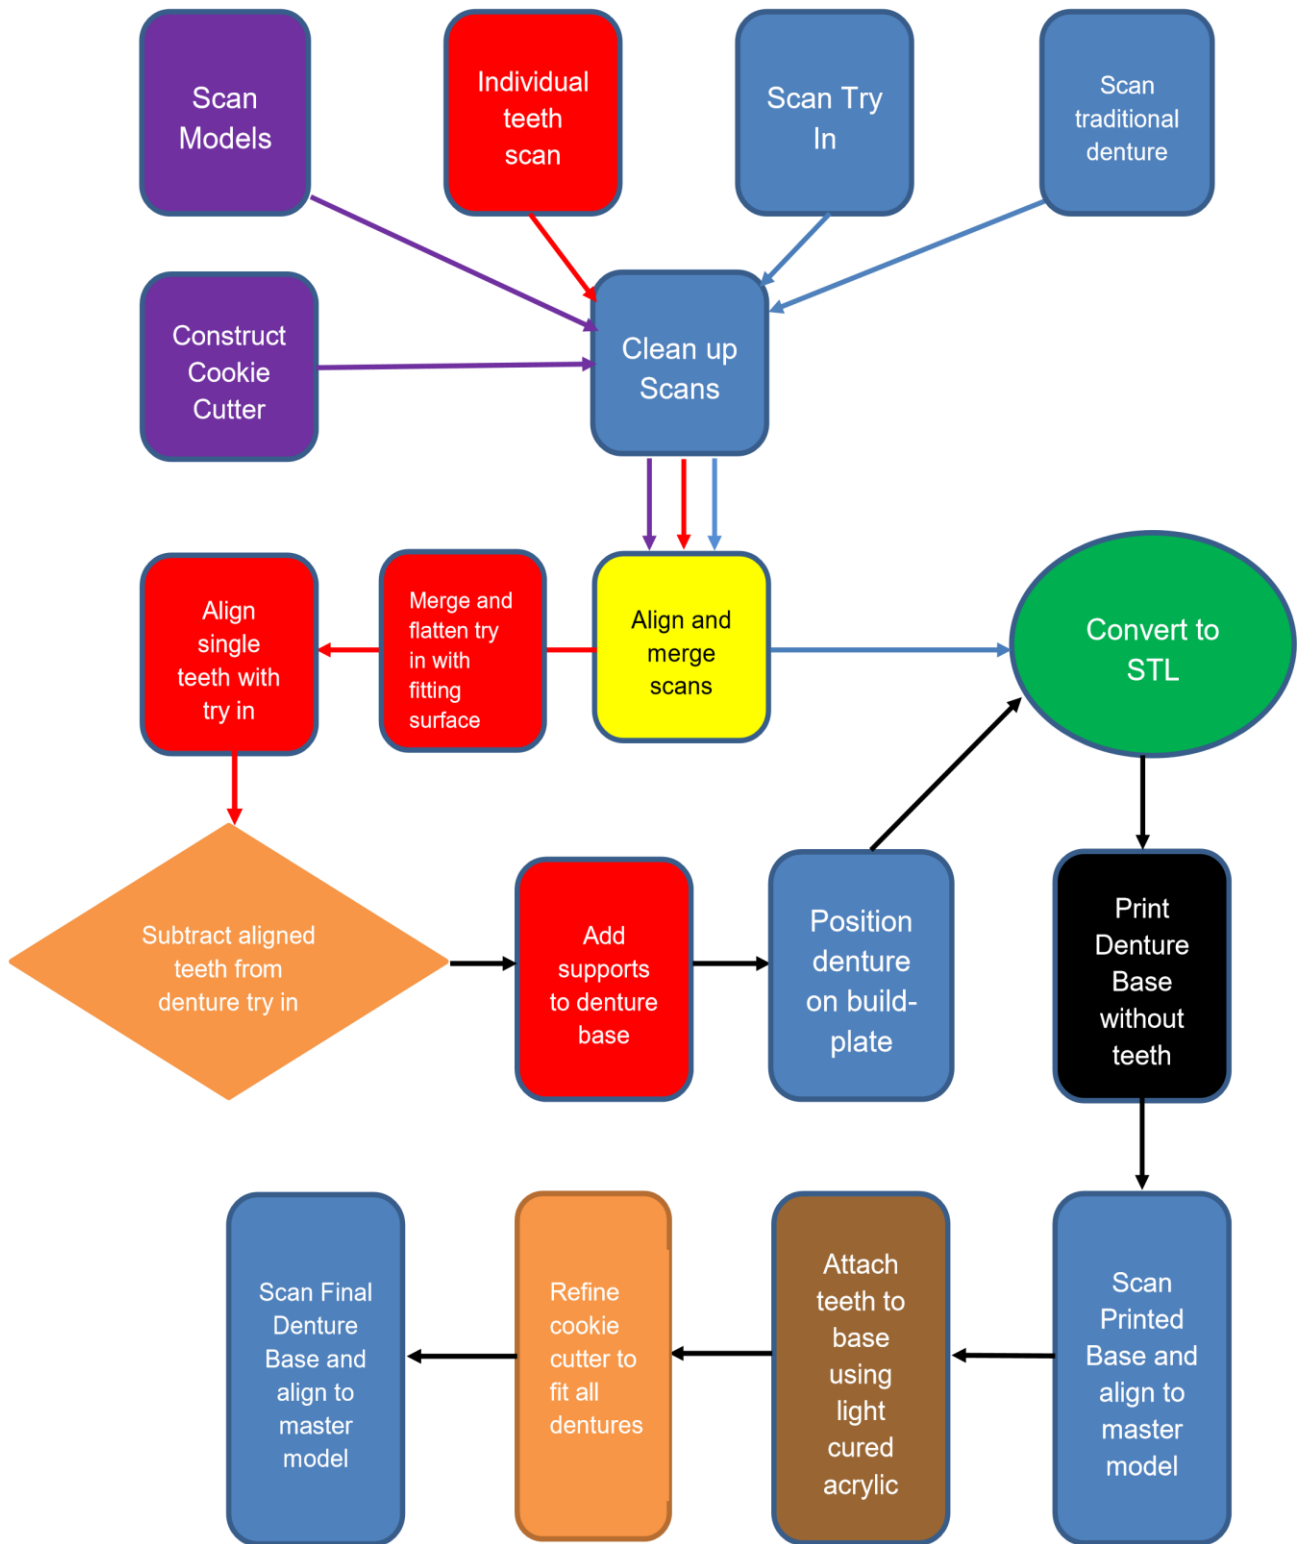 Scan
Models
Individual
teeth
scan
Scan Try
In
Scan
traditional
denture
Construct
Cookie
Cutter
Clean up
Scans
Align
single
teeth with
try in
Merge and
flatten try
in with
fitting
surface
Align and
merge
scans
Convert to
STL
Subtract aligned
teeth from
denture try in
Add
supports
to denture
base
Position
denture
on build-
plate
Print
Denture
Base
without
teeth
Scan Final
Denture
Base and
align to
master
model
Refine
cookie
cutter to
fit all
dentures
Attach
teeth to
base
using
light
cured
acrylic
Scan
Printed
Base and
align to
master
model